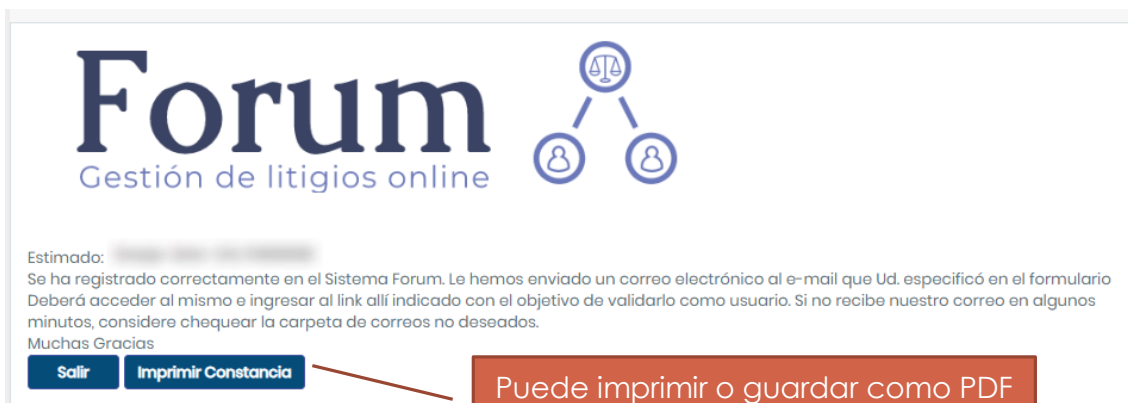 Forum
Gestión de litigios online
Estimado:
Se ha registrado correctamente en el Sistema Forum. Le hemos enviado un correo electrónico al e-mail que Ud. especificó en el formulario
Deberá acceder al mismo e ingresar al link allí indicado con el objetivo de validarlo como usuario. Si no recibe nuestro correo en algunos
minutos, considere chequear la carpeta de correos no deseados.
Muchas Gracias
Salir Imprimir Constancia
Puede imprimir o guardar como PDF